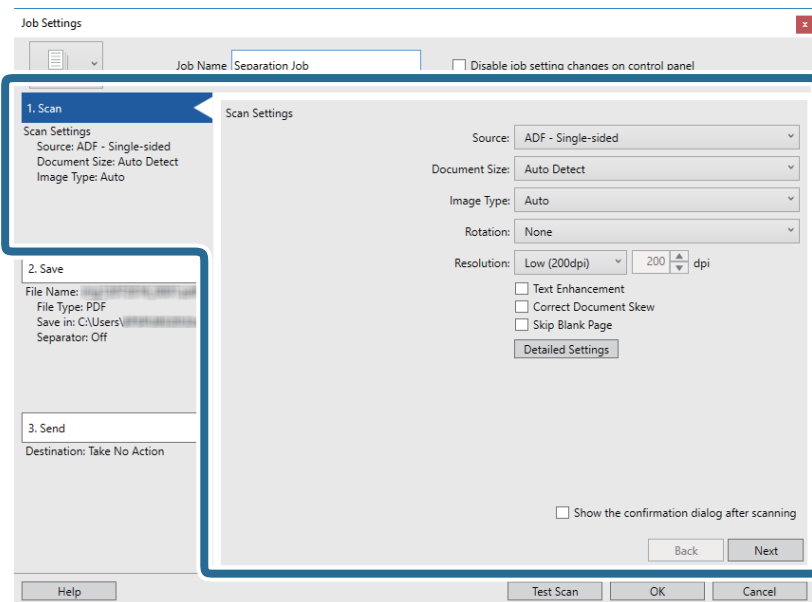 Job Settings
x
Job Name Separation Job
Disable job setting changes on control panel
1. Scan
Scan Settings
Source: ADF - Single-sided
Document Size: Auto Detect
Image Type: Auto
2. Save
File Name:
File Type: PDF
Save in: C:\Users\
Separator: Off
3. Send
Destination: Take No Action
Scan Settings
Source: ADF - Single-sided
Document Size: Auto Detect
Image Type: Auto
Rotation: None
Resolution: Low (200dpi) 200 dpi
Text Enhancement
Correct Document Skew
Skip Blank Page
Detailed Settings
Show the confirmation dialog after scanning
Back Next
Help Test Scan OK Cancel